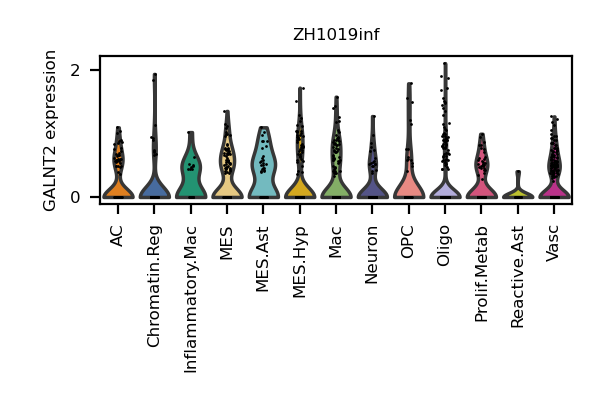 ZH1019inf
GALNT2 expression
2
0
AC
Chromatin.Reg
Inflammatory.Mac
MES
MES.Ast
MES.Hyp
Mac
Neuron
OPC
Oligo
Prolif.Metab
Reactive.Ast
Vasc